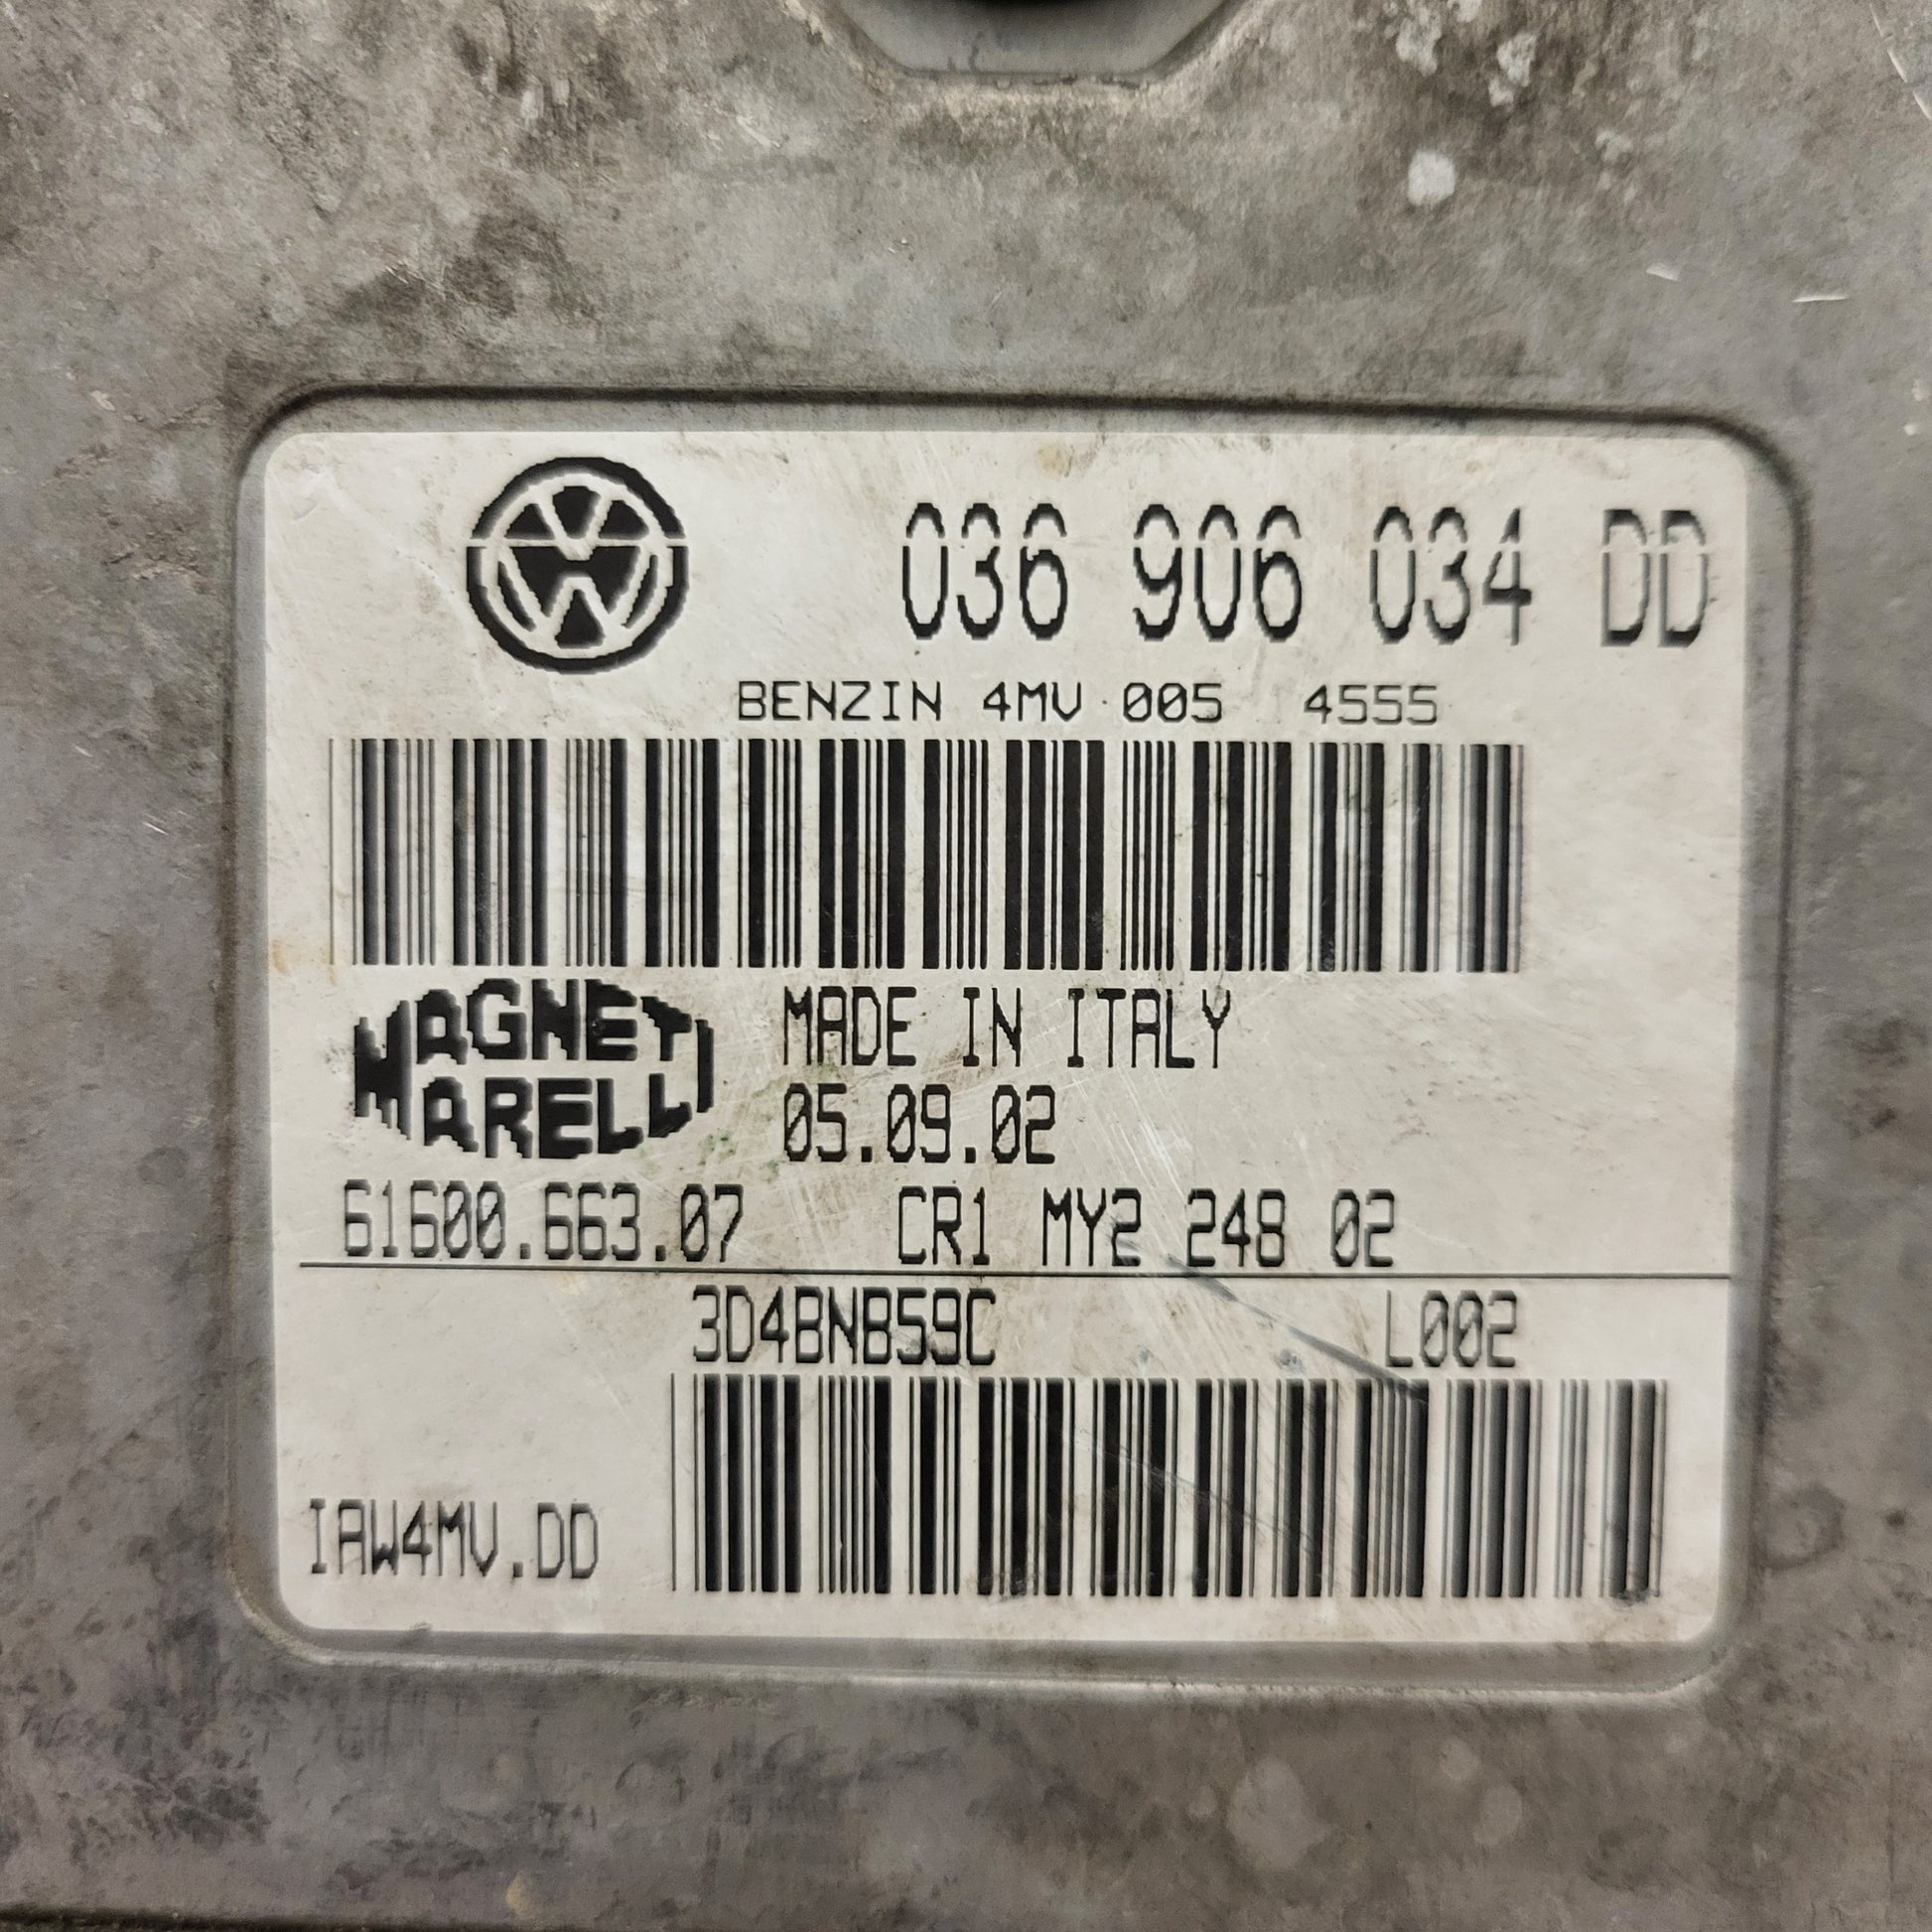 036 906 034 DD
BENZIN 4MV 005 4555
MAGNETI
MARELLI
MADE IN ITALY
05.09.02
61600.663.07 CR1 MY2 248 02
3D4BNB59C L002
IAW4MV.DD